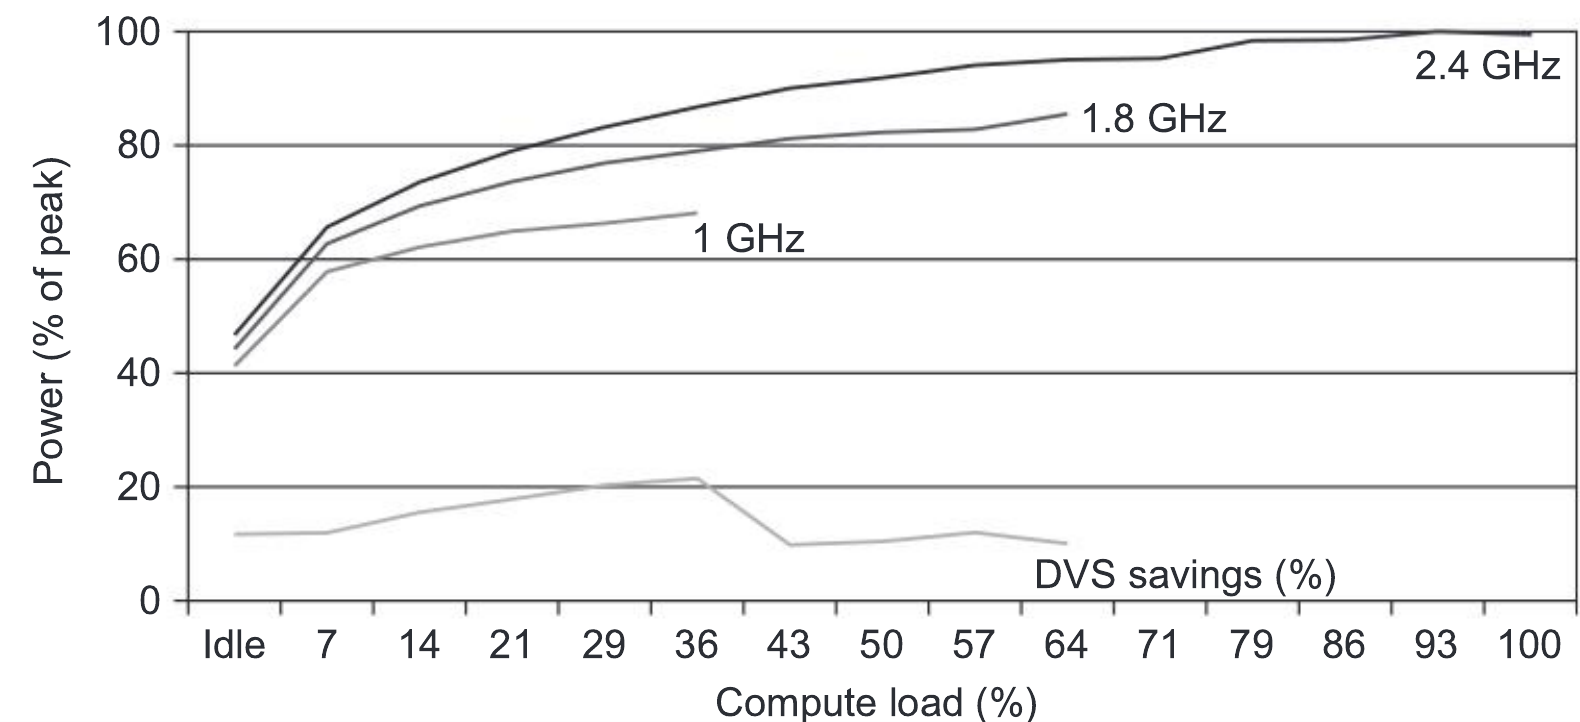 100
80
60
40
20
0
Power (% of peak)
2.4 GHz
1.8 GHz
1 GHz
DVS savings (%)
Idle 7 14 21 29 36 43 50 57 64 71 79 86 93 100
Compute load (%)